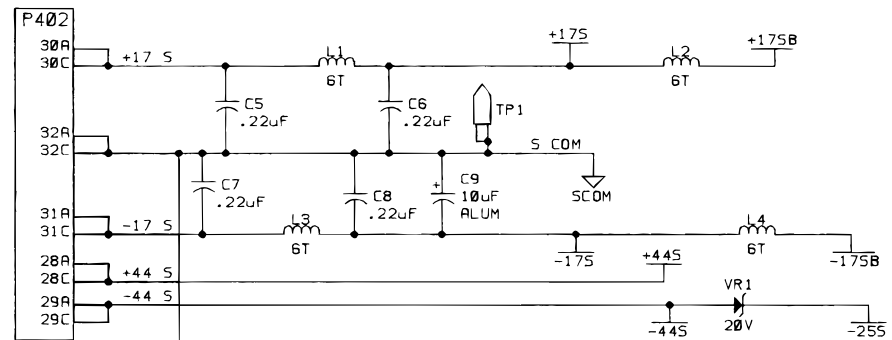 P402
30A
30C
+17 S
L1
6T
+17S
L2
6T
+17SB
C5
.22uF
C6
.22uF
TP1
32A
32C
S COM
SCOM
C7
.22uF
C8
.22uF
+
C9
10uF
ALUM
31A
31C
-17 S
L3
6T
-17S
L4
6T
-17SB
28A
28C
+44 S
+44S
29A
29C
-44 S
-44S
VR1
20V
-25S